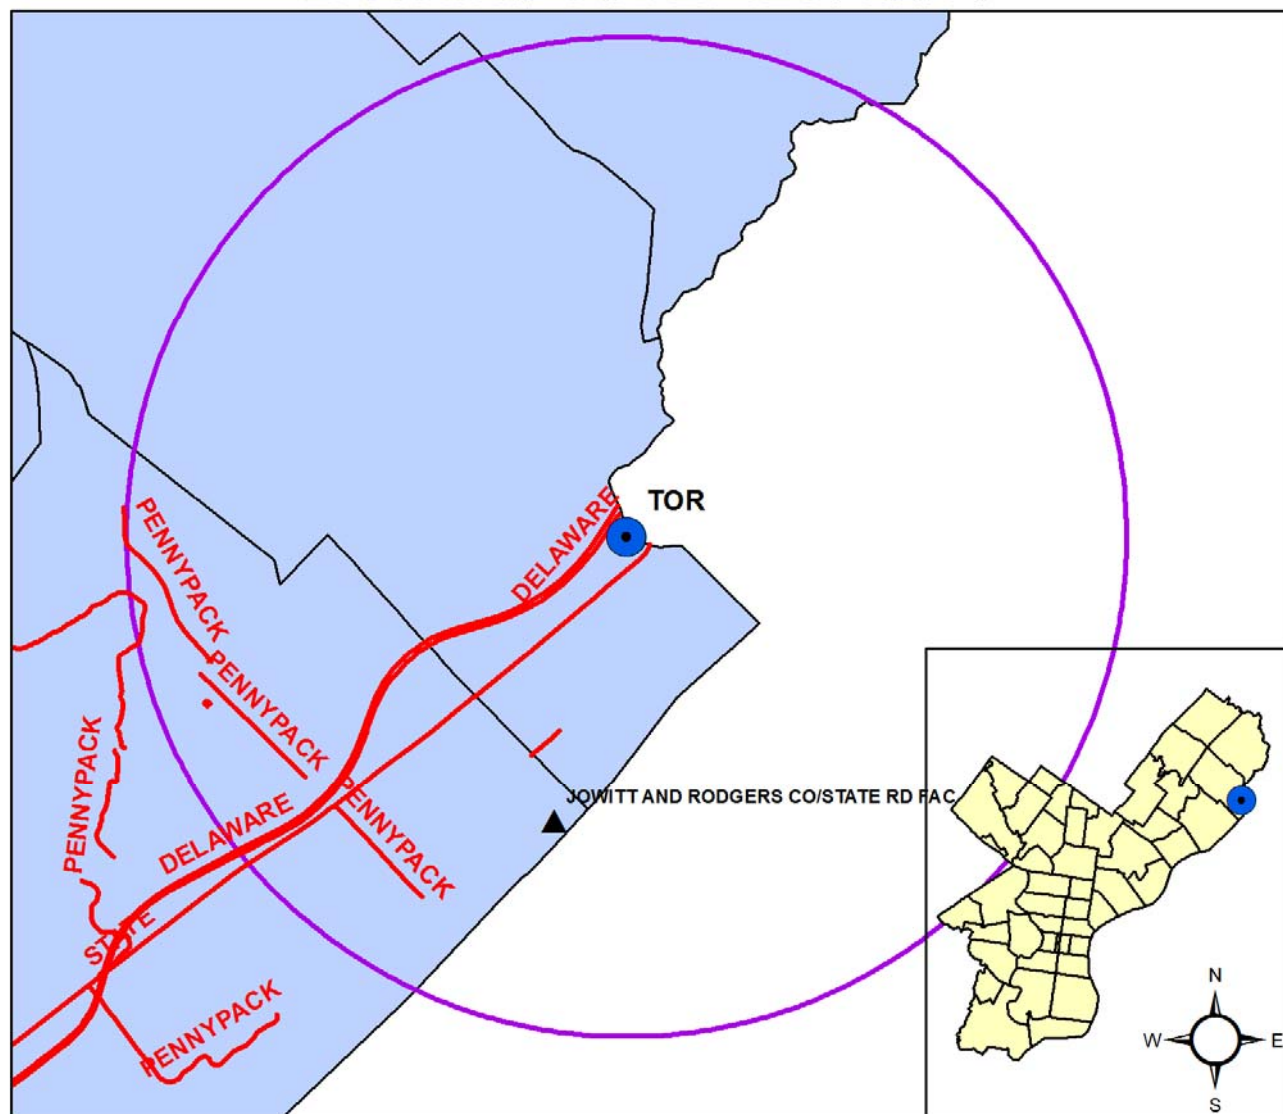 TOR
DELAWARE
PENNYPACK
PENNYPACK
PENNYPACK
PENNYPACK
JOWITT AND RODGERS CO/STATE RD FAC
DELAWARE
STATE
PENNYPACK
N
W
E
S